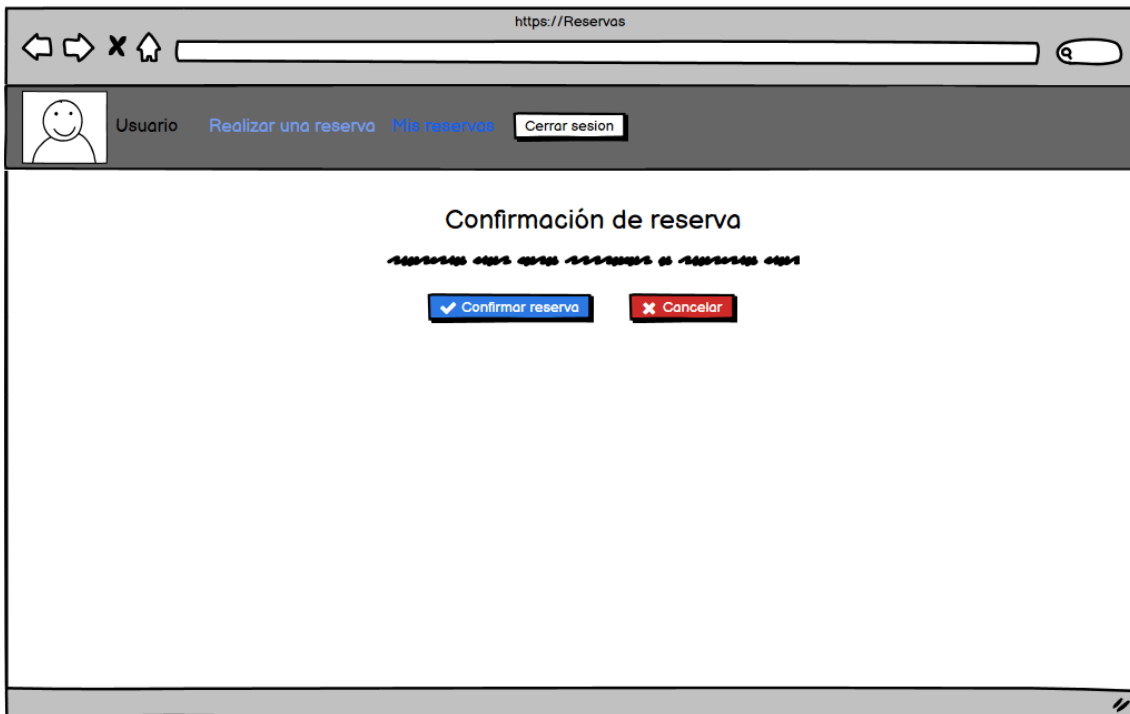 https://Reservas
Usuario Realizar una reserva Mis reservas Cerrar sesion
Confirmación de reserva
Confirmar reserva Cancelar